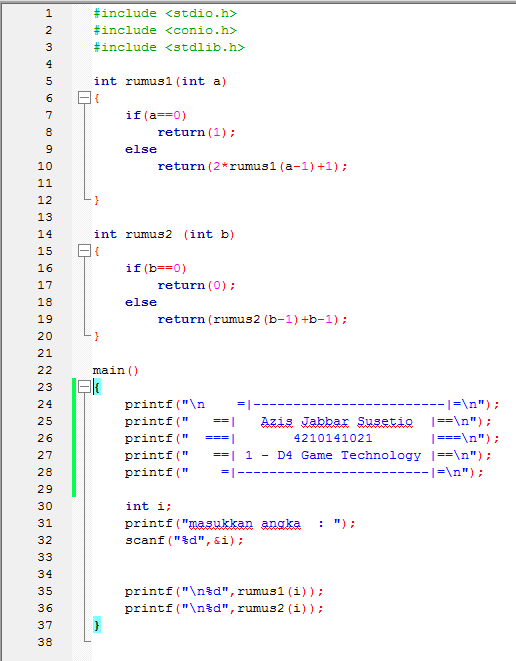 1 #include <stdio.h>
2 #include <conio.h>
3 #include <stdlib.h>
4
5 int rumus1(int a)
6 {
7     if(a==0)
8         return(1);
9     else
10         return(2*rumus1(a-1)+1);
11
12 }
13
14 int rumus2 (int b)
15 {
16     if(b==0)
17         return(0);
18     else
19         return(rumus2(b-1)+b-1);
20 }
21
22 main()
23 {
24     printf("\n    =|------------------------|=\n");
25     printf("   ==|   Azis Jabbar Susetio  |==\n");
26     printf("  ===|       4210141021       |===\n");
27     printf("   ==| 1 - D4 Game Technology |==\n");
28     printf("    =|------------------------|=\n");
29
30     int i;
31     printf("masukkan angka  : ");
32     scanf("%d",&i);
33
34
35     printf("\n%d",rumus1(i));
36     printf("\n%d",rumus2(i));
37 }
38